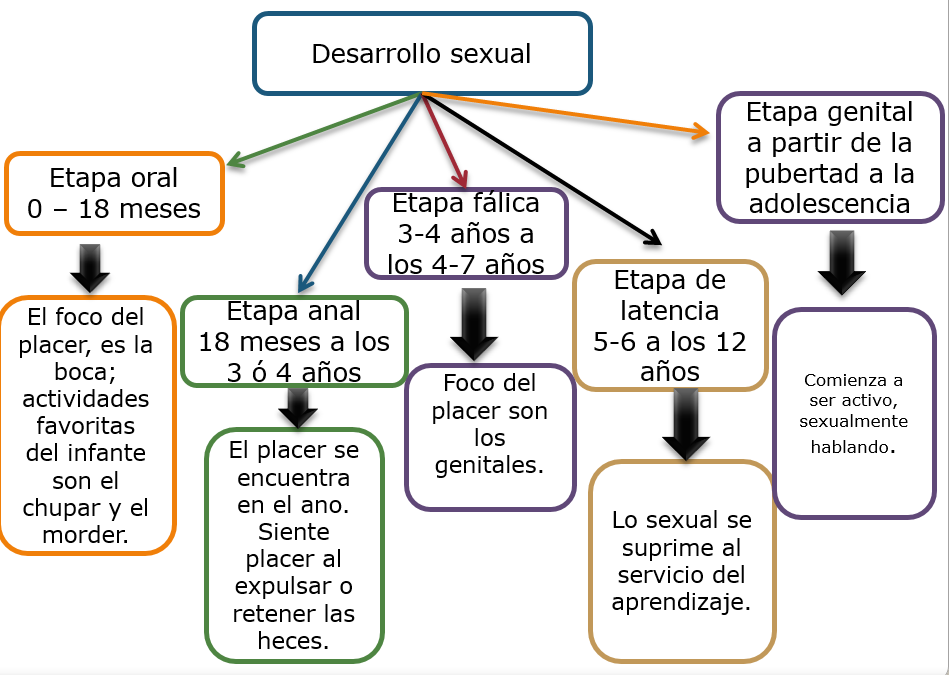 Desarrollo sexual
Etapa oral
0 – 18 meses
El foco del
placer, es la
boca;
actividades
favoritas
del infante
son el
chupar y el
morder.
Etapa anal
18 meses a los
3 ó 4 años
El placer se
encuentra
en el ano.
Siente
placer al
expulsar o
retener las
heces.
Etapa fálica
3-4 años a
los 4-7 años
Foco del
placer son
los
genitales.
Etapa de
latencia
5-6 a los 12
años
Lo sexual se
suprime al
servicio del
aprendizaje.
Etapa genital
a partir de la
pubertad a la
adolescencia
Comienza a
ser activo,
sexualmente
hablando.